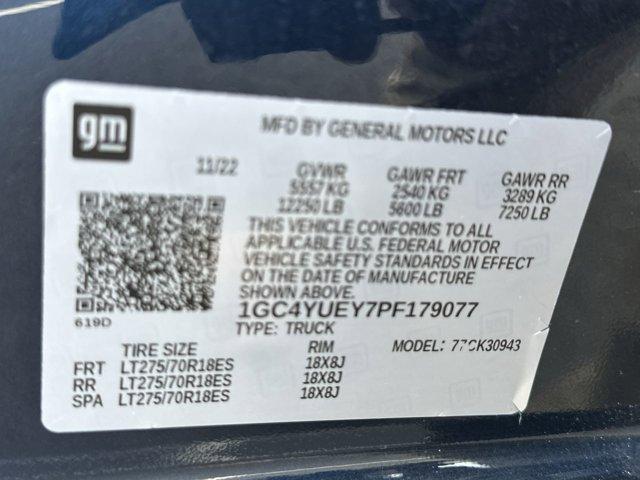 gm
MFD BY GENERAL MOTORS LLC
11/22 GVWR GAWR FRT GAWR RR
5557 KG 2540 KG 3289 KG
12250 LB 5600 LB 7250 LB
THIS VEHICLE CONFORMS TO ALL
APPLICABLE U.S. FEDERAL MOTOR
VEHICLE SAFETY STANDARDS IN EFFECT
ON THE DATE OF MANUFACTURE
SHOWN ABOVE.
619D
1GC4YUEY7PF179077
TYPE: TRUCK
TIRE SIZE RIM MODEL: 77CK30943
FRT LT275/70R18ES 18X8J
RR LT275/70R18ES 18X8J
SPA LT275/70R18ES 18X8J